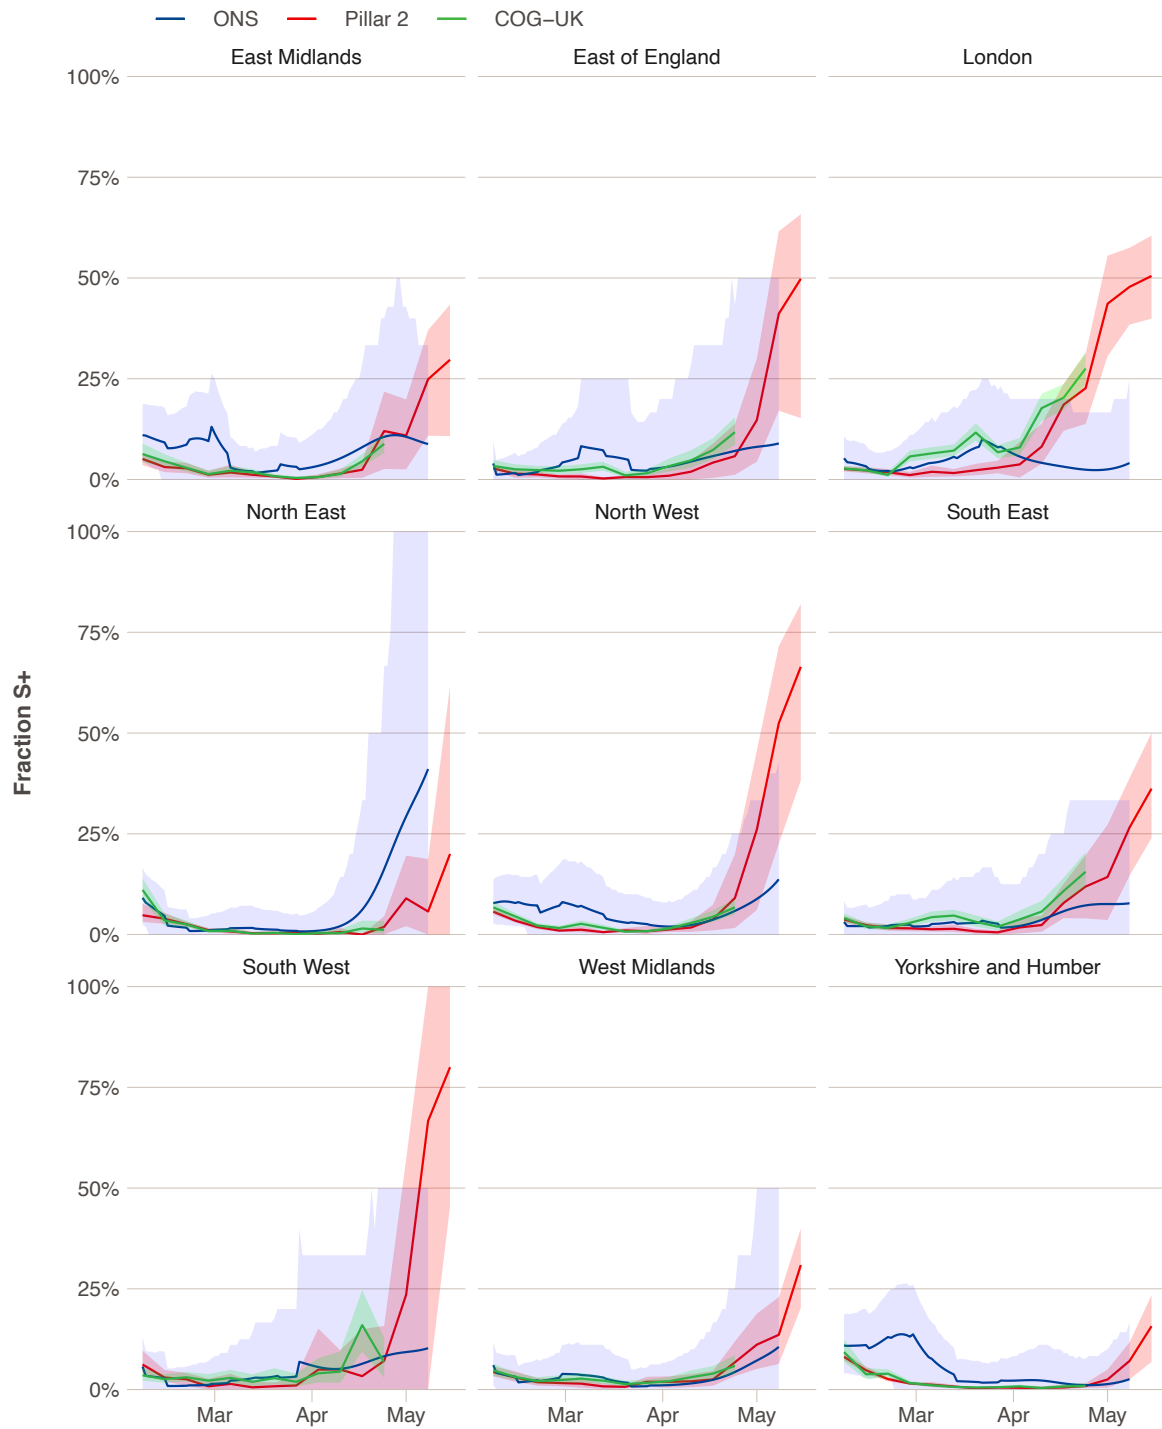 ONS Pillar 2 COG−UK
East Midlands East of England London
100%
75%
50%
25%
0%
North East North West South East
100%
75%
50%
25%
0%
Fraction S+
South West West Midlands Yorkshire and Humber
100%
75%
50%
25%
0%
Mar Apr May Mar Apr May Mar Apr May